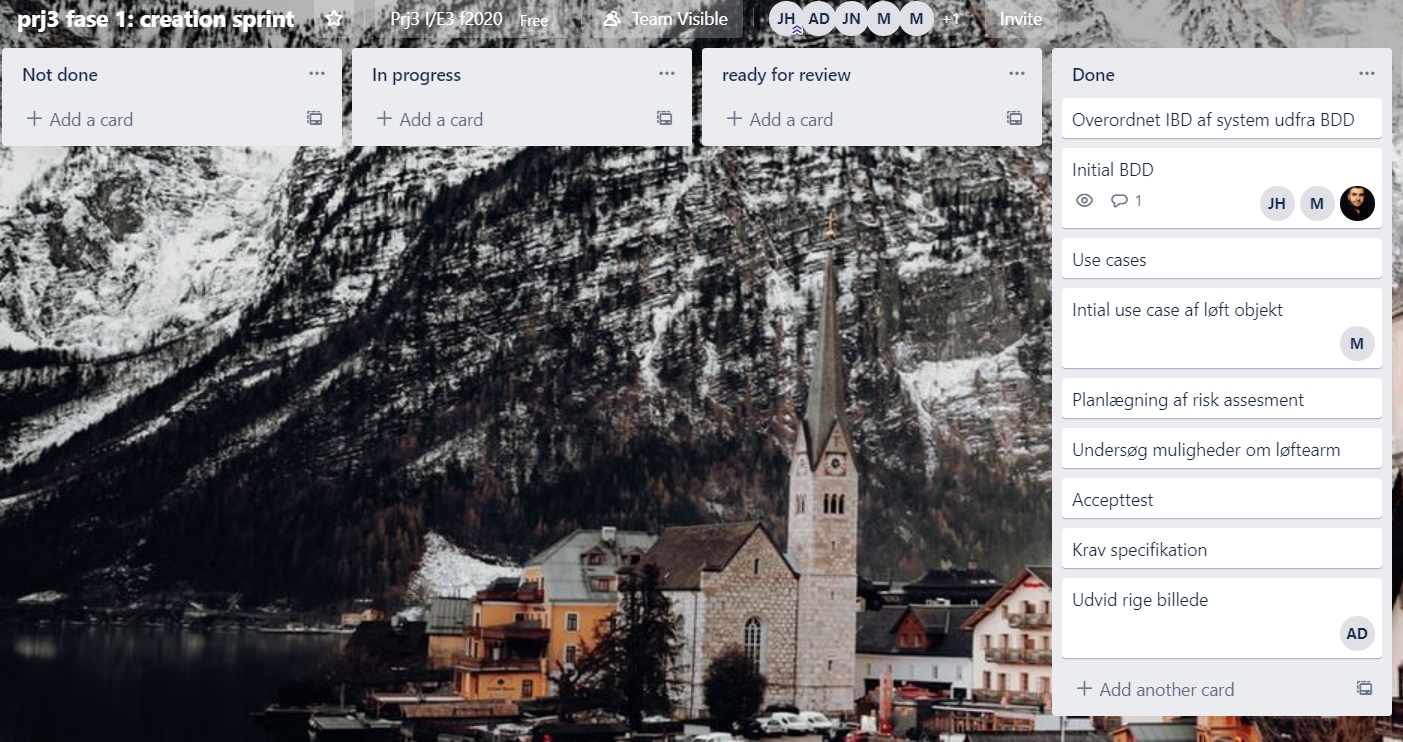 prj3 fase 1: creation sprint
Prj3 I/E3 f2020
Free
Team Visible
JH AD JN M M +1
Invite
Not done
Add a card
In progress
Add a card
ready for review
Add a card
Done
Overordnet IBD af system udfra BDD
Initial BDD
1
JH M
Use cases
Intial use case af løft objekt
M
Planlægning af risk assesment
Undersøg muligheder om løftearm
Accepttest
Krav specifikation
Udvid rige billede
AD
Add another card